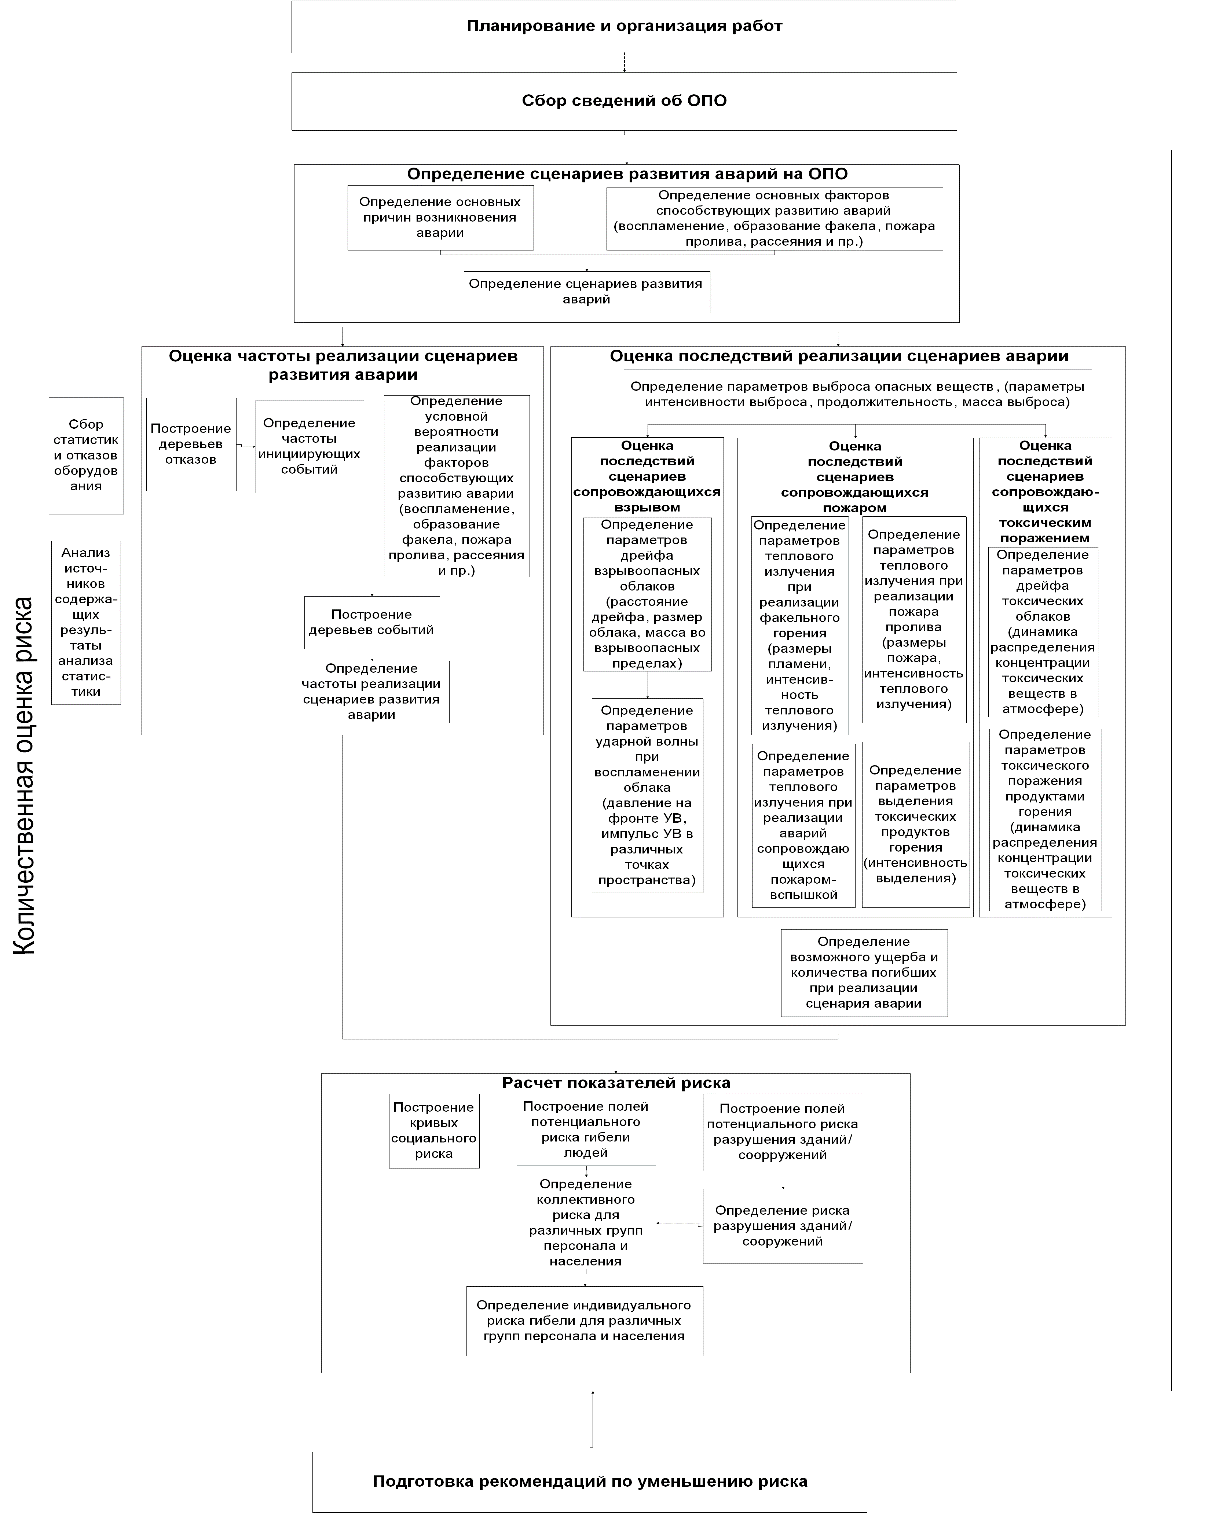 Планирование и организация работ
Сбор сведений об ОПО
Определение сценариев развития аварий на ОПО
Определение основных
причин возникновения
аварии
Определение основных факторов
способствующих развитию аварий
(воспламенение, образование факела, пожара
пролива, рассеяния и пр.)
Определение сценариев развития
аварий
Количественная оценка риска
Сбор
статистик
и отказов
оборудов
ания
Анализ
источ-
ников
содержа-
щих
резуль-
таты
анализа
статис-
тики
Оценка частоты реализации сценариев
развития аварии
Построение
деревьев
отказов
Определение
частоты
инициирующих
событий
Определение
условной
вероятности
реализации
факторов
способствующих
развитию аварии
(воспламенение,
образование
факела, пожара
пролива, рассеяния
и пр.)
Построение
деревьев событий
Определение
частоты реализации
сценариев развития
аварии
Оценка последствий реализации сценариев аварии
Определение параметров выброса опасных веществ, (параметры
интенсивности выброса, продолжительность, масса выброса)
Оценка
последствий
сценариев
сопровождающихся
взрывом
Определение
параметров
дрейфа
взрывоопасных
облаков
(расстояние
дрейфа, размер
облака, масса во
взрывоопасных
пределах)
Определение
параметров
ударной волны
при
воспламенении
облака
(давление на
фронте УВ,
импульс УВ в
различных
точках
пространства)
Оценка
последствий
сценариев
сопровождающихся
пожаром
Определение
параметров
теплового
излучения
при
реализации
факельного
горения
(размеры
пламени,
интенсив-
ность
теплового
излучения)
Определение
параметров
теплового
излучения при
реализации
пожара
пролива
(размеры
пожара,
интенсивность
теплового
излучения)
Определение
параметров
теплового
излучения при
реализации
аварий
сопровождаю
щихся
пожаром-
вспышкой
Определение
параметров
выделения
токсических
продуктов
горения
(интенсивность
выделения)
Оценка
последствий
сценариев
сопровождаю-
щихся
токсическим
поражением
Определение
параметров
дрейфа
токсических
облаков
(динамика
распределения
концентрации
токсических
веществ в
атмосфере)
Определение
параметров
токсического
поражения
продуктами
горения
(динамика
распределения
концентрации
токсических
веществ в
атмосфере)
Определение
возможного ущерба и
количества погибших
при реализации
сценария аварии
Расчет показателей риска
Построение
кривых
социального
риска
Построение полей
потенциального
риска гибели
людей
Построение полей
потенциального риска
разрушения зданий/
соорружений
Определение
коллективного
риска для
различных групп
персонала и
населения
Определение риска
разрушения зданий/
сооружений
Определение индивидуального
риска гибели для различных
групп персонала и населения
Подготовка рекомендаций по уменьшению риска